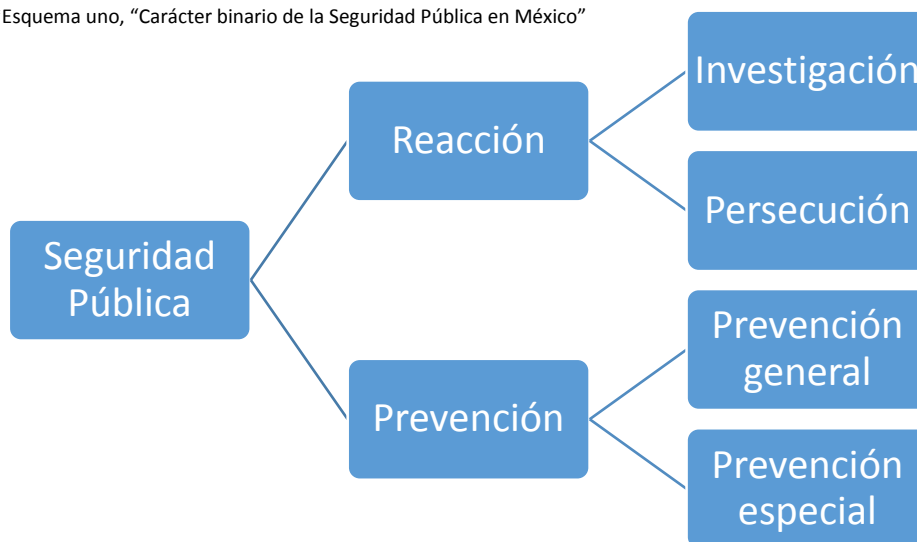 Esquema uno, “Carácter binario de la Seguridad Pública en México”
Seguridad
Pública
Reacción
Investigación
Persecución
Prevención
Prevención
general
Prevención
especial